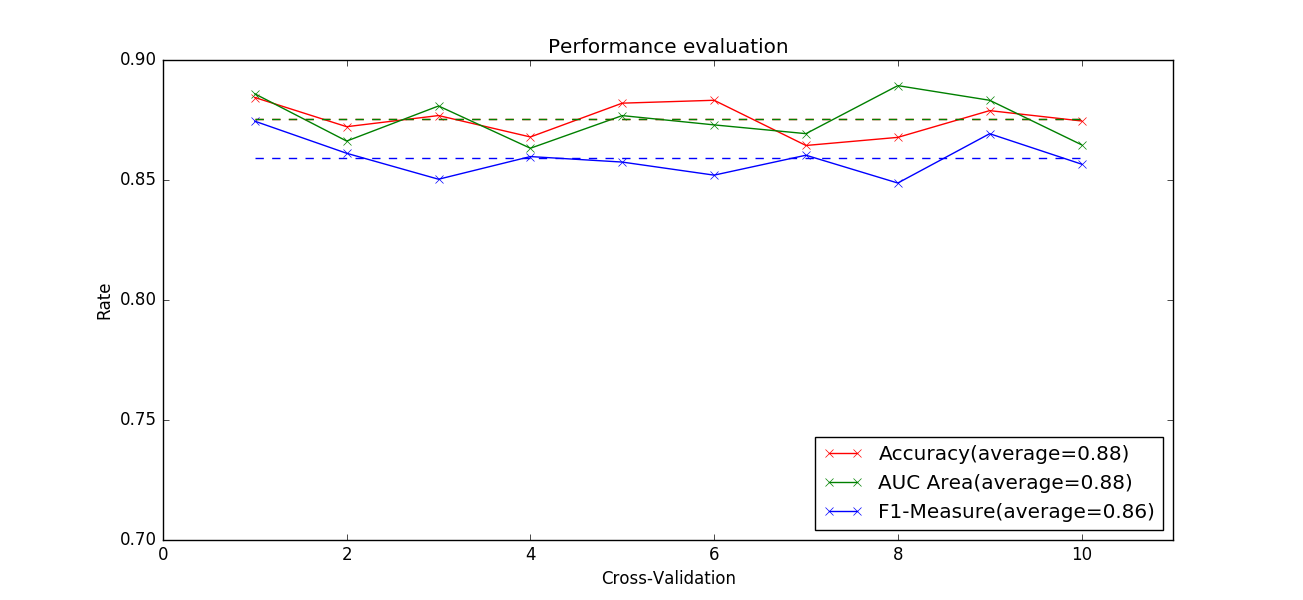 Performance evaluation
0.90
0.85
0.80
0.75
0.70
Rate
0 2 4 6 8 10
Cross-Validation
Accuracy(average=0.88)
AUC Area(average=0.88)
F1-Measure(average=0.86)